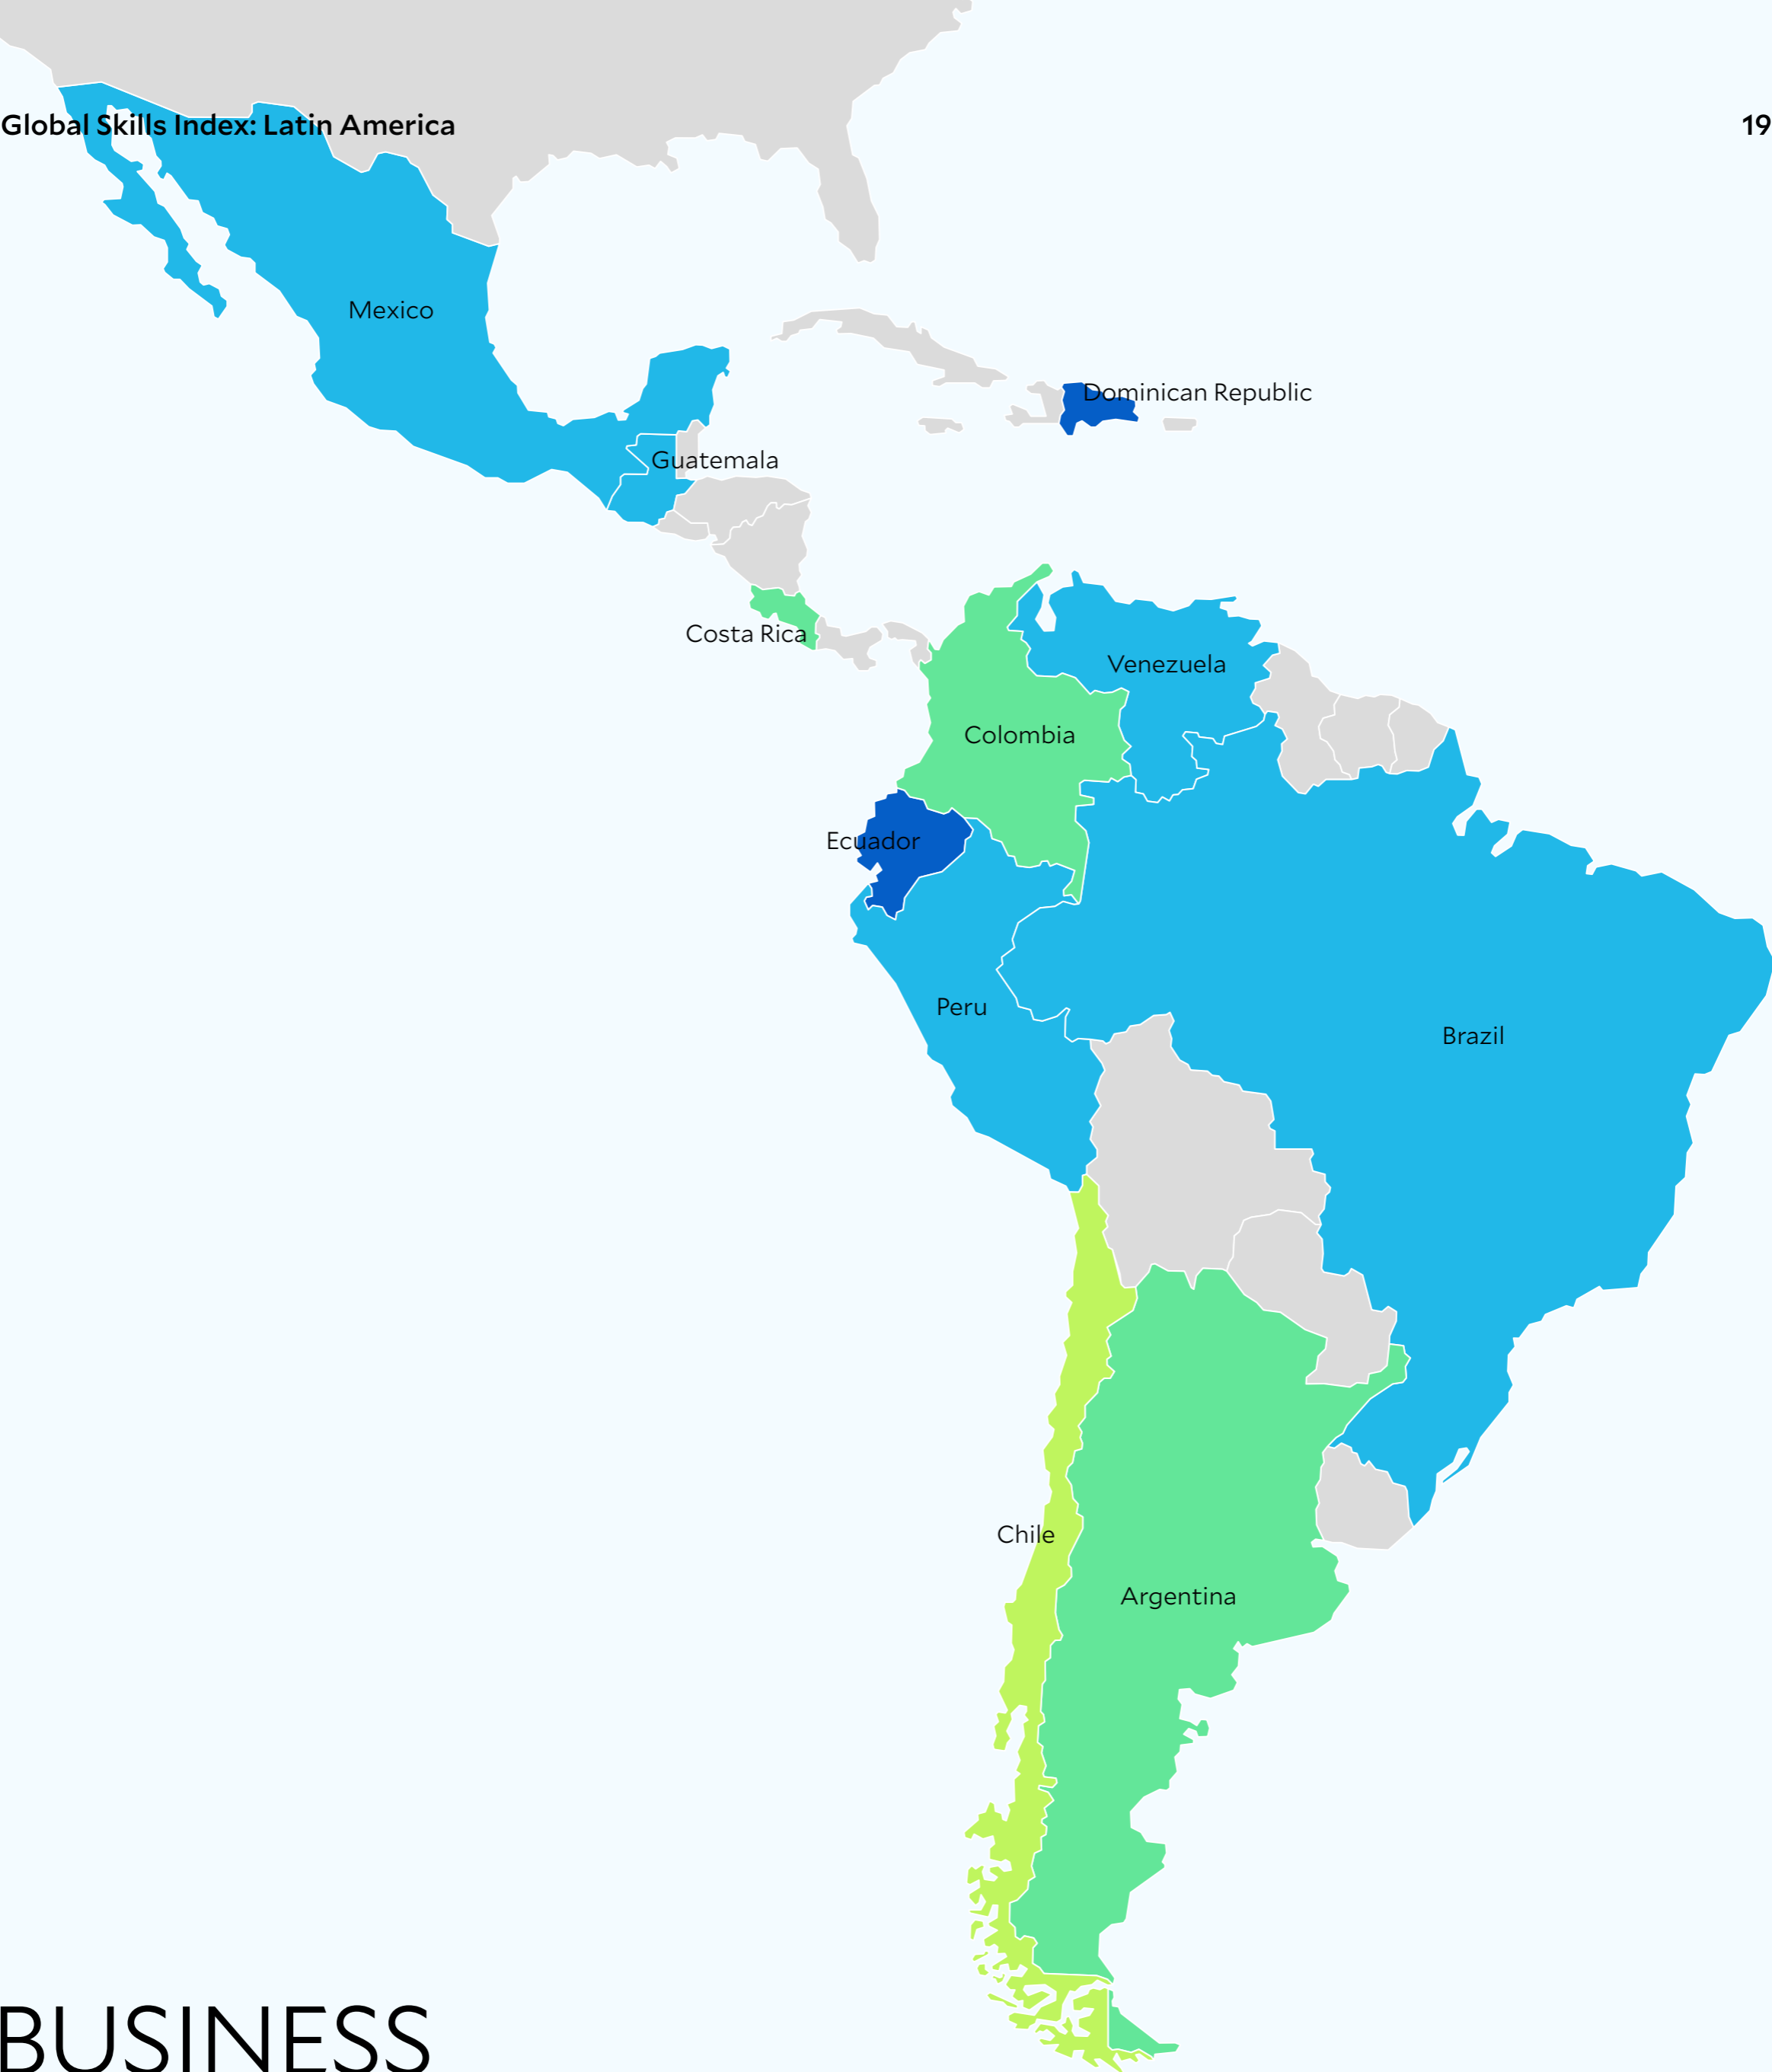 Global Skills Index: Latin America
19
Mexico
Dominican Republic
Guatemala
Costa Rica
Venezuela
Colombia
Ecuador
Peru
Brazil
Chile
Argentina
BUSINESS